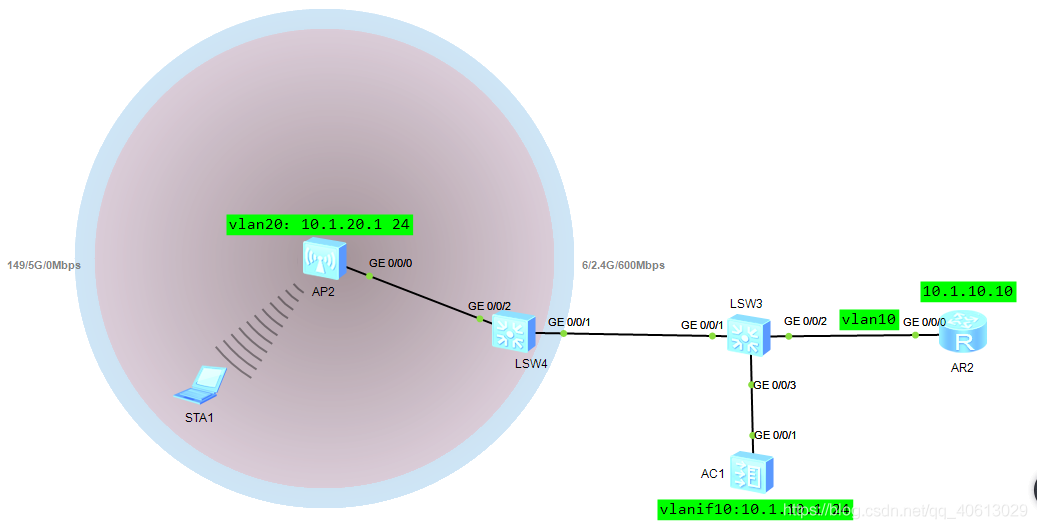 vlan20: 10.1.20.1 24
149/5G/0Mbps
6/2.4G/600Mbps
GE 0/0/0
AP2
GE 0/0/2
GE 0/0/1
LSW4
STA1
LSW3
GE 0/0/1
GE 0/0/2
vlan10
10.1.10.10
GE 0/0/0
AR2
GE 0/0/3
GE 0/0/1
AC1
vlanif10:10.1.10.1 24
https://blog.csdn.net/qq_40613029